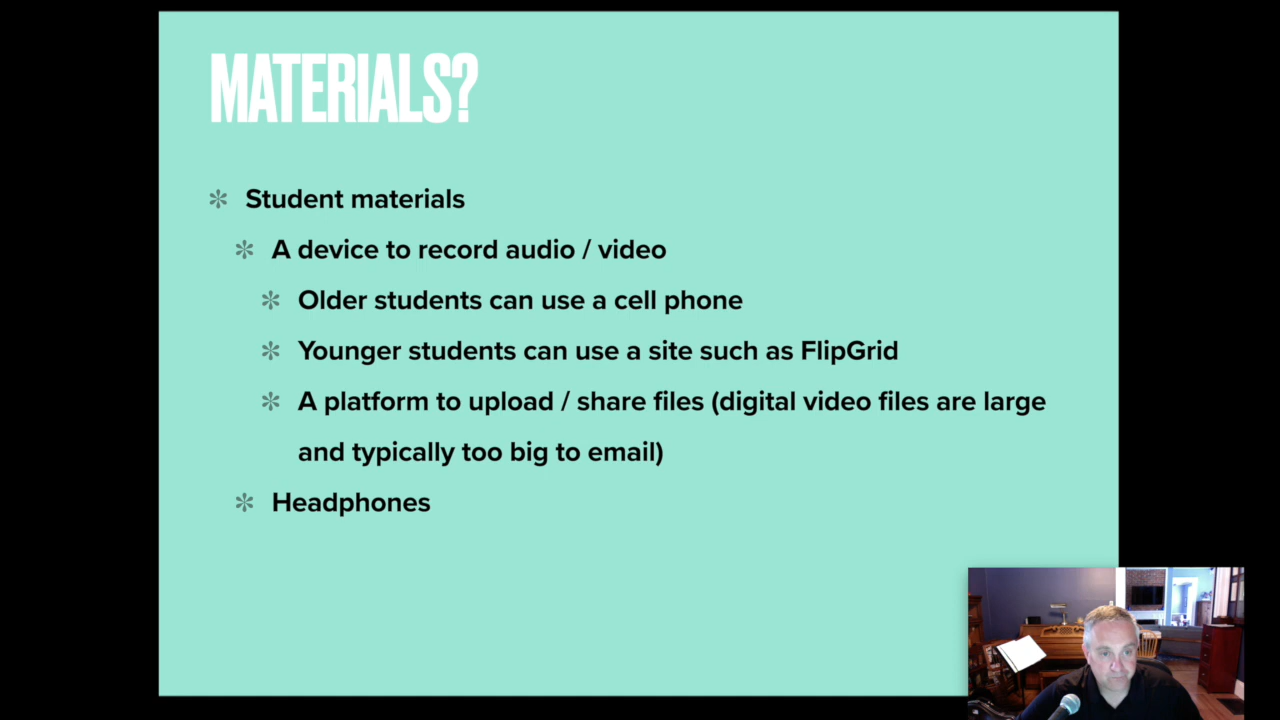 MATERIALS?
✼ Student materials
✼ A device to record audio / video
✼ Older students can use a cell phone
✼ Younger students can use a site such as FlipGrid
✼ A platform to upload / share files (digital video files are large
and typically too big to email)
✼ Headphones